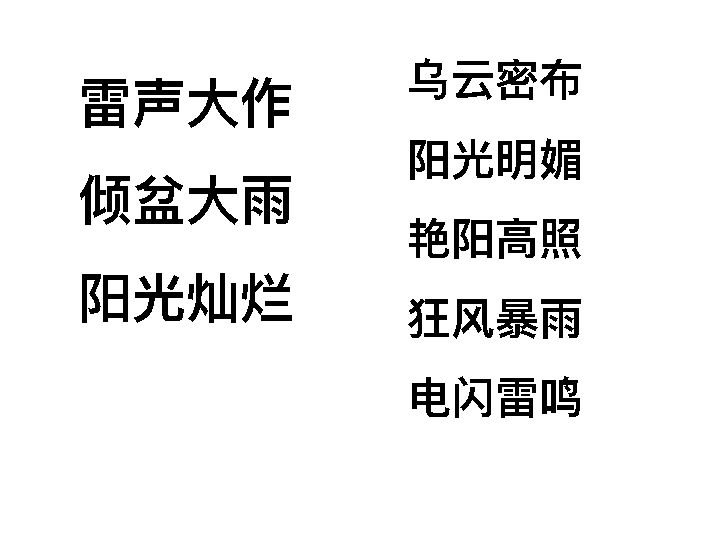 雷声大作
倾盆大雨
阳光灿烂
乌云密布
阳光明媚
艳阳高照
狂风暴雨
电闪雷鸣